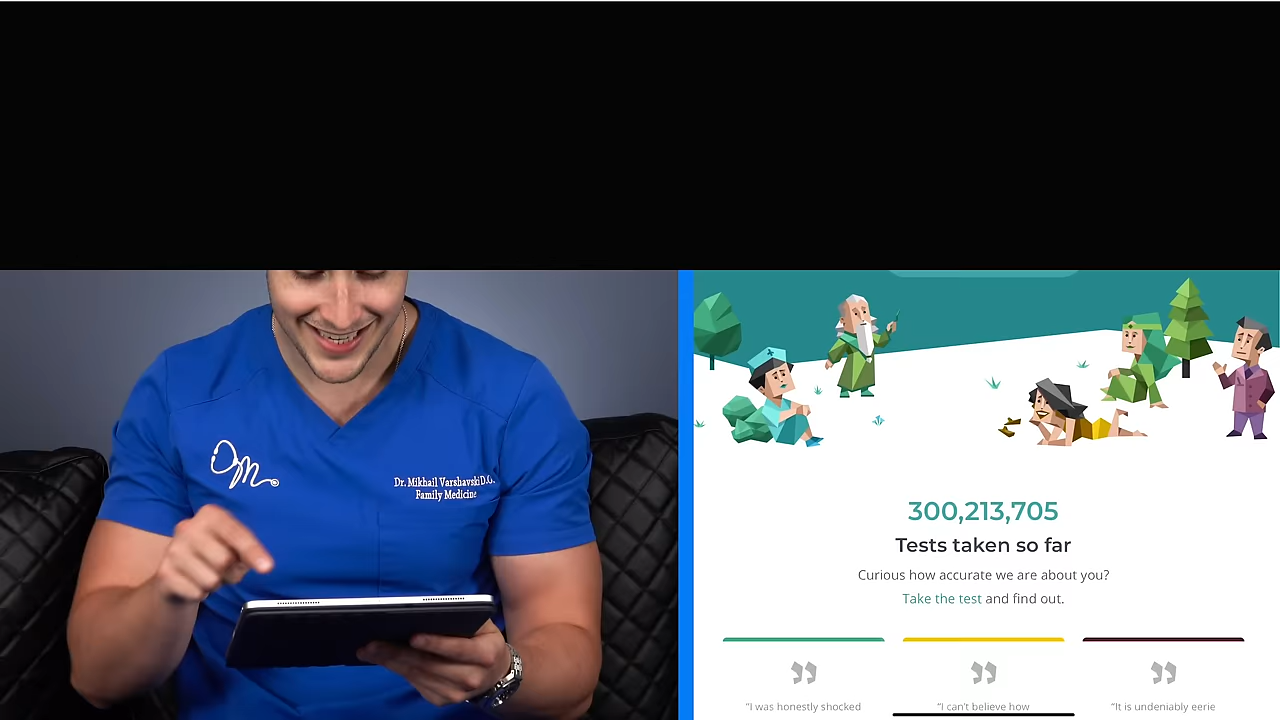 DM
Dr. Mikhail Varshavski D.O.
Family Medicine
300,213,705
Tests taken so far
Curious how accurate we are about you?
Take the test and find out.
"I was honestly shocked
"I can't believe how
"It is undeniably eerie